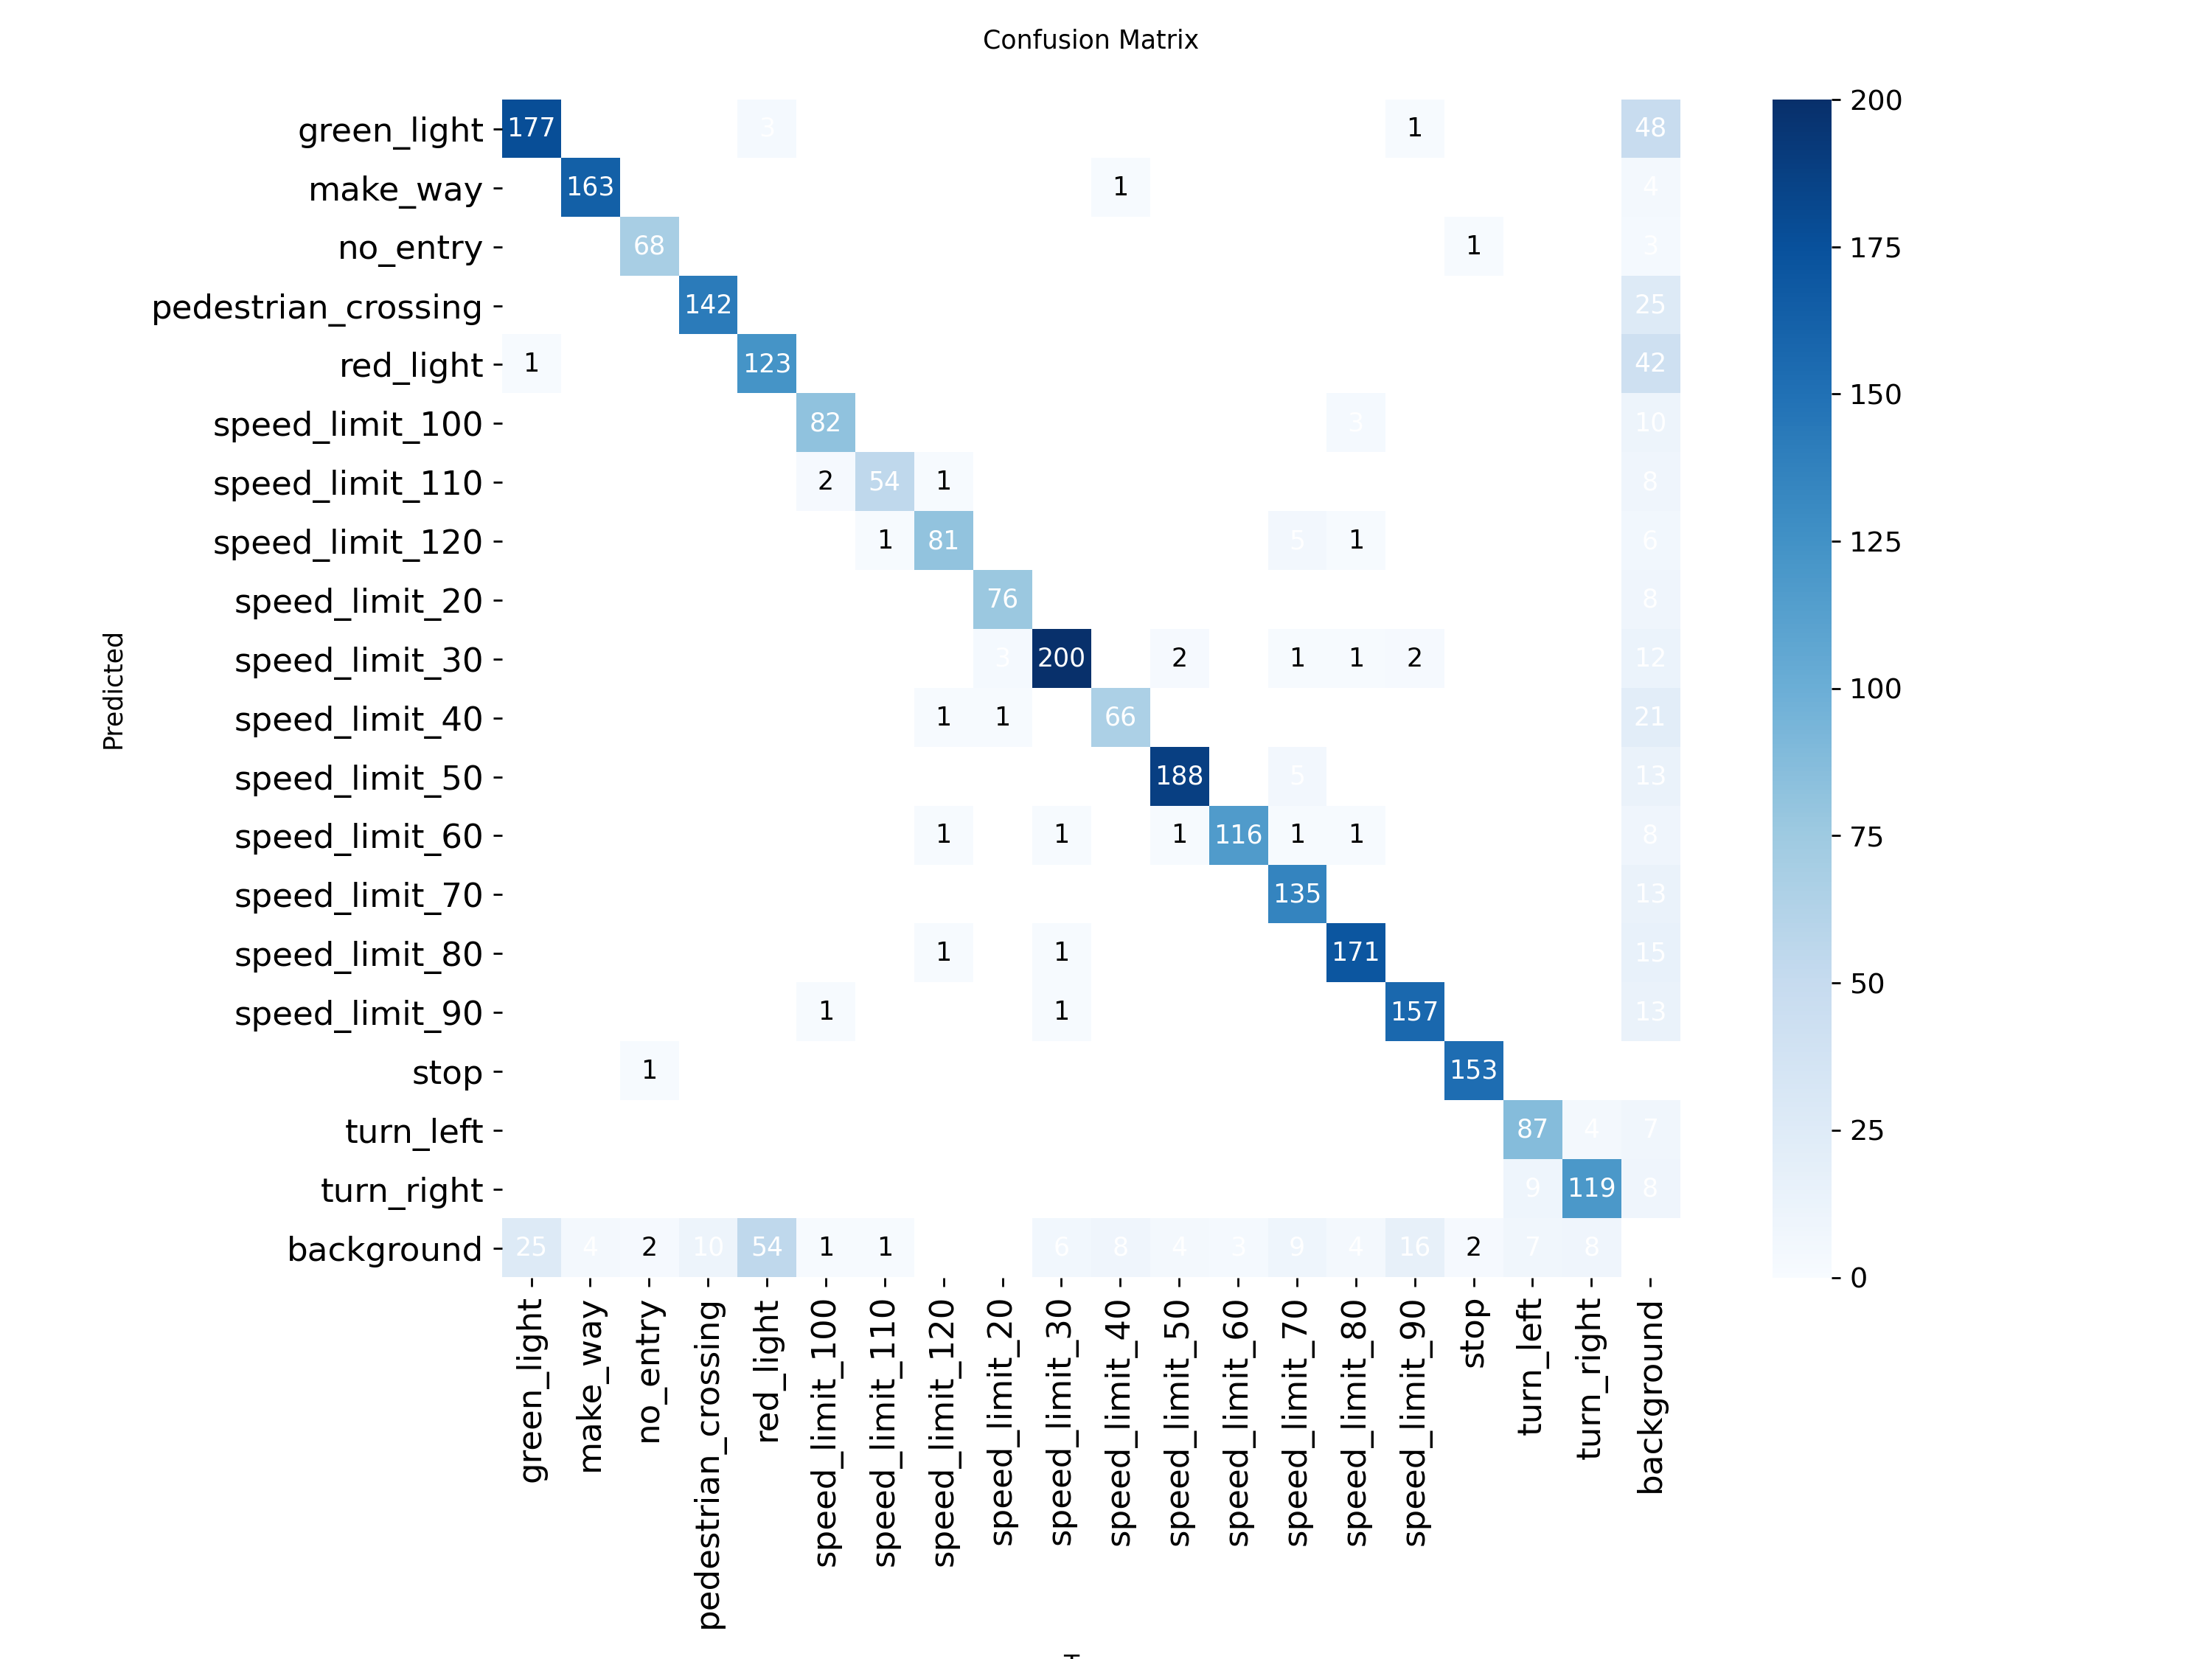 Confusion Matrix
Predicted
green_light 177 3 1 48
make_way 163 1 4
no_entry 68 1 3
pedestrian_crossing 142 25
red_light 1 123 42
speed_limit_100 82 3 10
speed_limit_110 2 54 1 8
speed_limit_120 1 81 5 1 6
speed_limit_20 76 8
speed_limit_30 3 200 2 1 1 2 12
speed_limit_40 1 1 66 21
speed_limit_50 188 5 13
speed_limit_60 1 1 1 116 1 1 8
speed_limit_70 135 13
speed_limit_80 1 1 171 15
speed_limit_90 1 1 157 13
stop 1 153
turn_left 87 4 7
turn_right 9 119 8
background 25 4 2 10 54 1 1 6 8 4 3 9 4 16 2 7 8
green_light
make_way
no_entry
pedestrian_crossing
red_light
speed_limit_100
speed_limit_110
speed_limit_120
speed_limit_20
speed_limit_30
speed_limit_40
speed_limit_50
speed_limit_60
speed_limit_70
speed_limit_80
speed_limit_90
stop
turn_left
turn_right
background
200
175
150
125
100
75
50
25
0